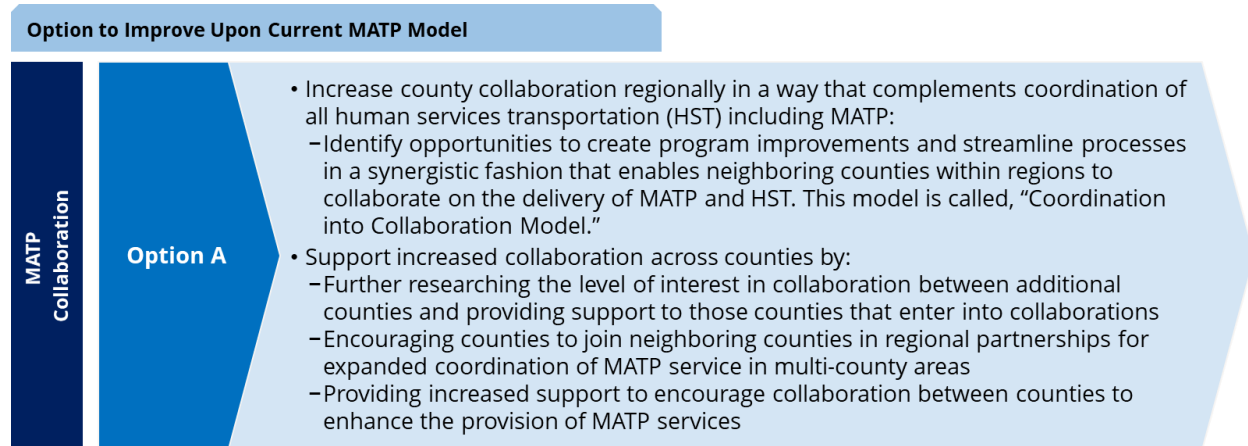 Option to Improve Upon Current MATP Model
MATP
Collaboration
Option A
• Increase county collaboration regionally in a way that complements coordination of
all human services transportation (HST) including MATP:
–Identify opportunities to create program improvements and streamline processes
in a synergistic fashion that enables neighboring counties within regions to
collaborate on the delivery of MATP and HST. This model is called, “Coordination
into Collaboration Model.”
• Support increased collaboration across counties by:
–Further researching the level of interest in collaboration between additional
counties and providing support to those counties that enter into collaborations
–Encouraging counties to join neighboring counties in regional partnerships for
expanded coordination of MATP service in multi-county areas
–Providing increased support to encourage collaboration between counties to
enhance the provision of MATP services